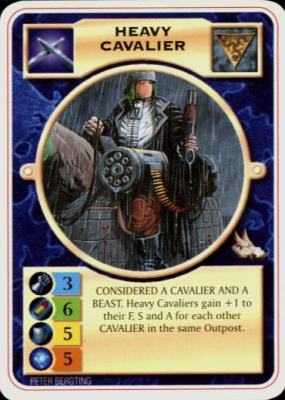 HEAVY
CAVALIER
3
6
5
5
CONSIDERED A CAVALIER AND A
BEAST. Heavy Cavaliers gain +1 to
their F, S and A for each other
CAVALIER in the same Outpost.
PETER BERGTING